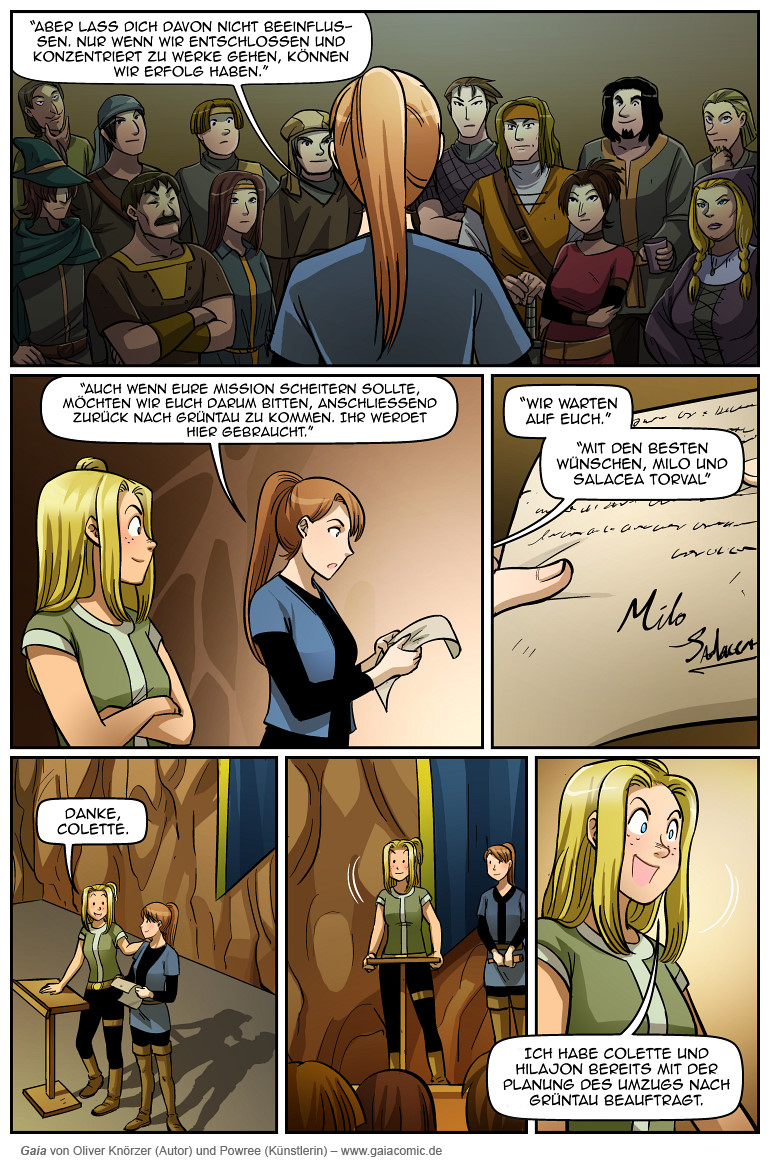 “ABER LASS DICH DAVON NICHT BEEINFLUS-
SEN. NUR WENN WIR ENTSCHLOSSEN UND
KONZENTRIERT ZU WERKE GEHEN, KÖNNEN
WIR ERFOLG HABEN.”
“AUCH WENN EURE MISSION SCHEITERN SOLLTE,
MÖCHTEN WIR EUCH DARUM BITTEN, ANSCHLIESSEND
ZURÜCK NACH GRÜNTAU ZU KOMMEN. IHR WERDET
HIER GEBRAUCHT.”
“WIR WARTEN
AUF EUCH.”
“MIT DEN BESTEN
WÜNSCHEN, MILO UND
SALACEA TORVAL”
Milo
Salacea
DANKE,
COLETTE.
ICH HABE COLETTE UND
HILAJON BEREITS MIT DER
PLANUNG DES UMZUGS NACH
GRÜNTAU BEAUFTRAGT.
Gaia von Oliver Knörzer (Autor) und Powree (Künstlerin) – www.gaiacomic.de